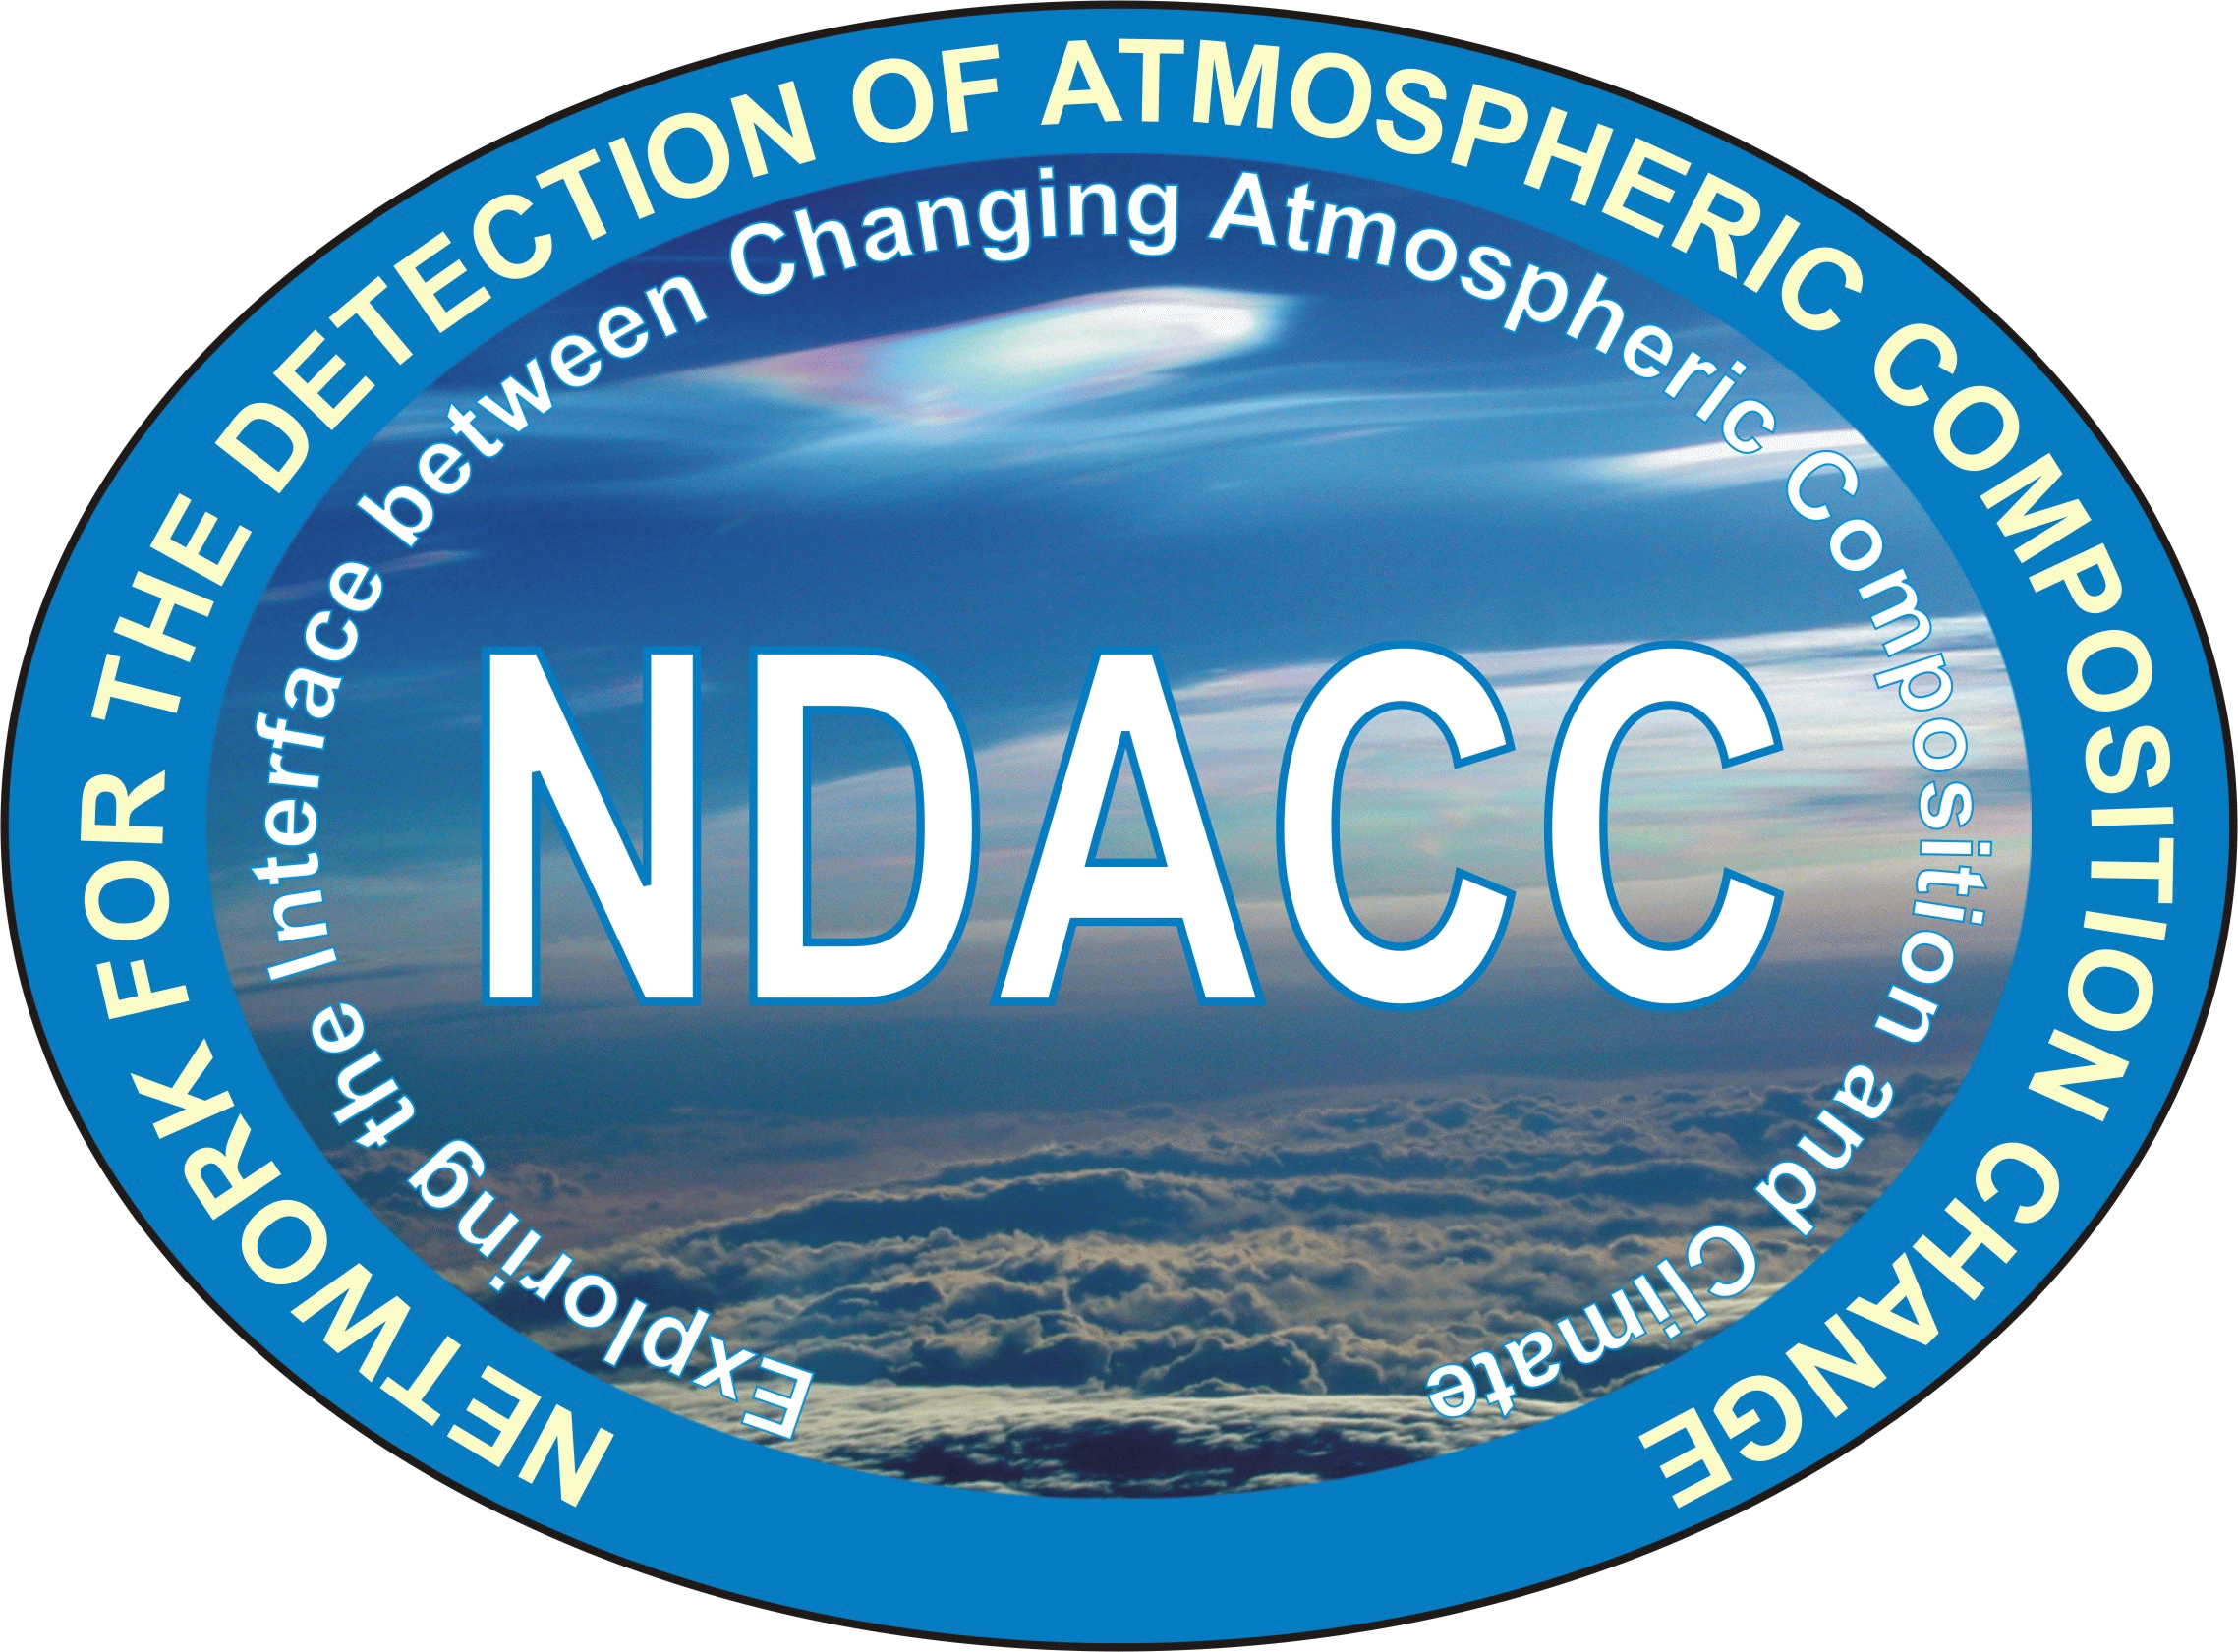 NETWORK FOR THE DETECTION OF ATMOSPHERIC COMPOSITION CHANGE
Exploring the Interface between Changing Atmospheric Composition and Climate
NDACC